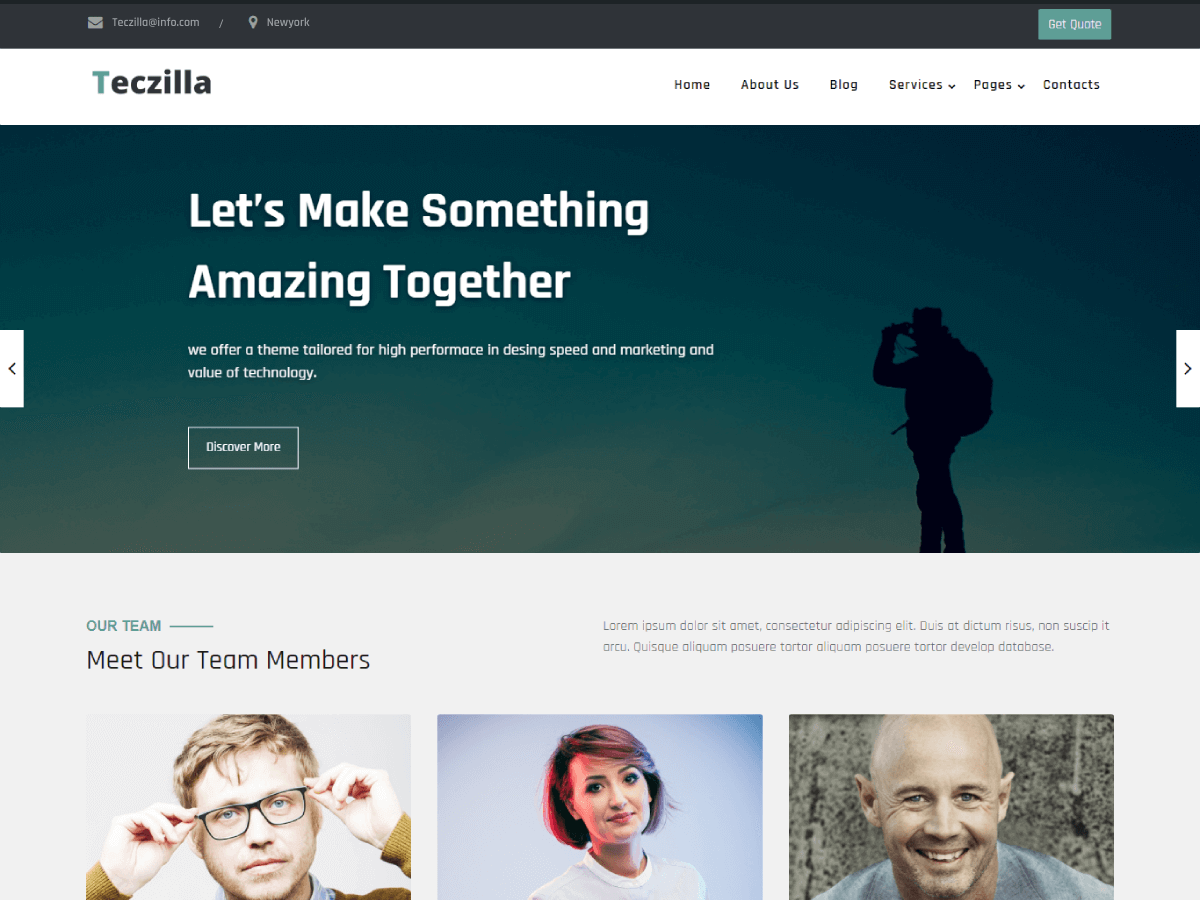 Teczilla@info.com / Newyork
Get Quote
Teczilla
Home About Us Blog Services Pages Contacts
Let’s Make Something
Amazing Together
we offer a theme tailored for high performace in desing speed and marketing and
value of technology.
Discover More
OUR TEAM
Meet Our Team Members
Lorem ipsum dolor sit amet, consectetur adipiscing elit. Duis at dictum risus, non suscip it
arcu. Quisque aliquam posuere tortor aliquam posuere tortor develop database.